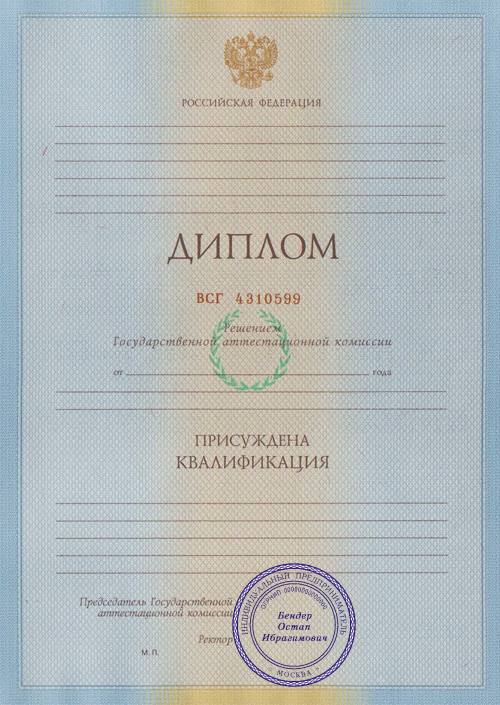 РОССИЙСКАЯ ФЕДЕРАЦИЯ
ДИПЛОМ
ВСГ 4310599
Решением
Государственной аттестационной комиссии
от года
ПРИСУЖДЕНА
КВАЛИФИКАЦИЯ
Председатель Государственной
аттестационной комиссии
Ректор
М.П.
ИНДИВИДУАЛЬНЫЙ ПРЕДПРИНИМАТЕЛЬ
ОГРНИП 00000000000000
Бендер
Остап
Ибрагимович
МОСКВА